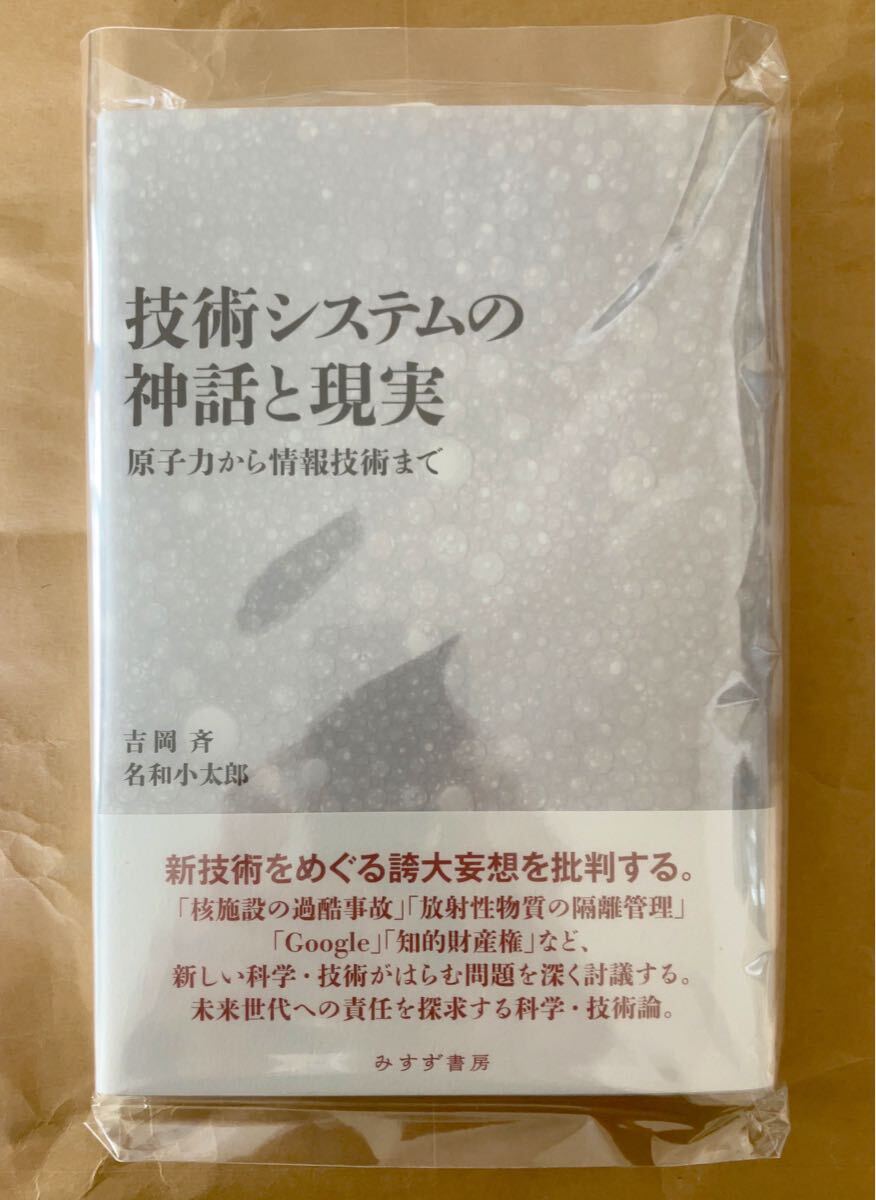 技術システムの
神話と現実
原子力から情報技術まで
吉岡 斉
名和小太郎
新技術をめぐる誇大妄想を批判する。
「核施設の過酷事故」「放射性物質の隔離管理」
「Google」「知的財産権」など、
新しい科学・技術がはらむ問題を深く討議する。
未来世代への責任を探求する科学・技術論。
みすず書房